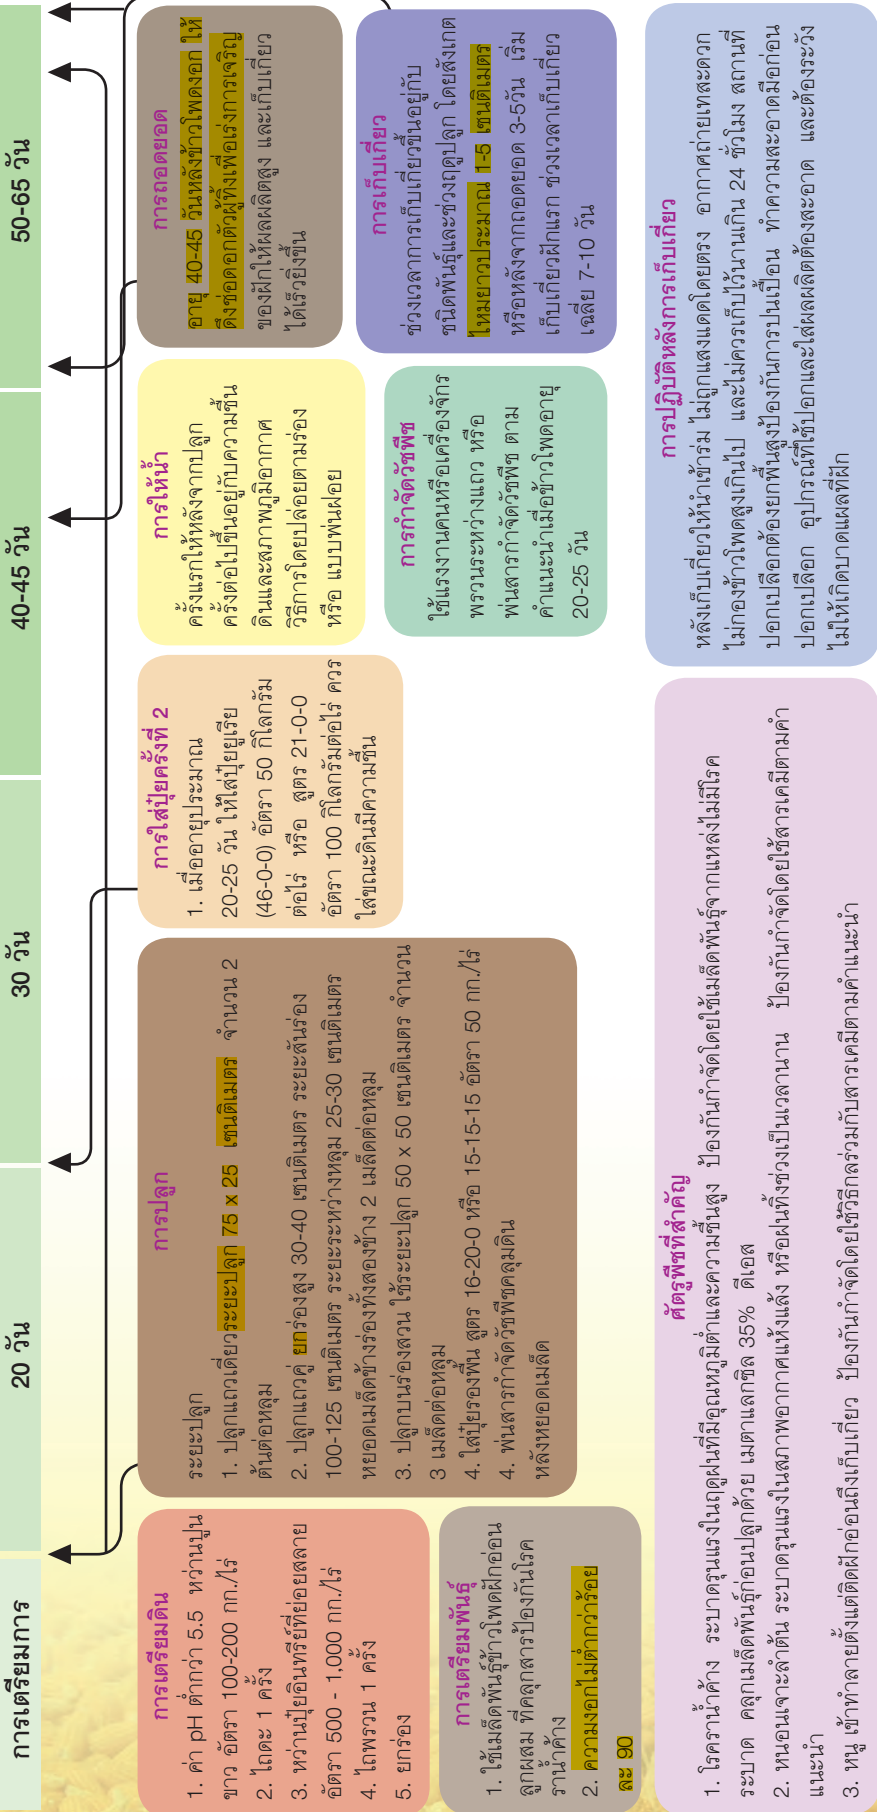 การเตรียมการ
20 วัน
30 วัน
40-45 วัน
50-65 วัน
การเตรียมดิน
1. ค่า pH ต่ำกว่า 5.5 หว่านปูน
ขาว อัตรา 100-200 กก./ไร่
2. ไถดะ 1 ครั้ง
3. หว่านปุ๋ยอินทรีย์ที่ย่อยสลาย
อัตรา 500 - 1,000 กก./ไร่
4. ไถพรวน 1 ครั้ง
5. ยกร่อง
การเตรียมพันธุ์
1. ใช้เมล็ดพันธุ์ข้าวโพดฝักอ่อน
ลูกผสม ที่คลุกสารป้องกันโรค
ราน้ำค้าง
2. ความงอกไม่ต่ำกว่าร้อย
ละ 90
การปลูก
ระยะปลูก
1. ปลูกแถวเดี่ยวระยะปลูก 75 x 25 เซนติเมตร จำนวน 2
ต้นต่อหลุม
2. ปลูกแถวคู่ ยกร่องสูง 30-40 เซนติเมตร ระยะสันร่อง
100-125 เซนติเมตร ระยะระหว่างหลุม 25-30 เซนติเมตร
หยอดเมล็ดข้างร่องทั้งสองข้าง 2 เมล็ดต่อหลุม
3. ปลูกบนร่องสวน ใช้ระยะปลูก 50 x 50 เซนติเมตร จำนวน
3 เมล็ดต่อหลุม
4. ใส่ปุ๋ยรองพื้น สูตร 16-20-0 หรือ 15-15-15 อัตรา 50 กก./ไร่
4. พ่นสารกำจัดวัชพืชคลุมดิน
หลังหยอดเมล็ด
การใส่ปุ๋ยครั้งที่ 2
1. เมื่ออายุประมาณ
20-25 วัน ให้ใส่ปุ๋ยยูเรีย
(46-0-0) อัตรา 50 กิโลกรัม
ต่อไร่ หรือ สูตร 21-0-0
อัตรา 100 กิโลกรัมต่อไร่ ควร
ใส่ขณะดินมีความชื้น
การให้น้ำ
ครั้งแรกให้หลังจากปลูก
ครั้งต่อไปขึ้นอยู่กับความชื้น
ดินและสภาพภูมิอากาศ
วิธีการโดยปล่อยตามร่อง
หรือ แบบพ่นฝอย
การกำจัดวัชพืช
ใช้แรงงานคนหรือเครื่องจักร
พรวนระหว่างแถว หรือ
พ่นสารกำจัดวัชพืช ตาม
คำแนะนำเมื่อข้าวโพดอายุ
20-25 วัน
การถอดยอด
อายุ 40-45 วันหลังข้าวโพดงอก ให้
ดึงช่อดอกตัวผู้ทิ้งเพื่อเร่งการเจริญ
ของฝักให้ผลผลิตสูง และเก็บเกี่ยว
ได้เร็วยิ่งขึ้น
การเก็บเกี่ยว
ช่วงเวลาการเก็บเกี่ยวขึ้นอยู่กับ
ชนิดพันธุ์และช่วงฤดูปลูก โดยสังเกต
ไหมยาวประมาณ 1-5 เซนติเมตร
หรือหลังจากถอดยอด 3-5วัน เริ่ม
เก็บเกี่ยวฝักแรก ช่วงเวลาเก็บเกี่ยว
เฉลี่ย 7-10 วัน
ศัตรูพืชที่สำคัญ
1. โรคราน้ำค้าง ระบาดรุนแรงในฤดูฝนที่มีอุณหภูมิต่ำและความชื้นสูง ป้องกันกำจัดโดยใช้เมล็ดพันธุ์จากแหล่งไม่มีโรค
ระบาด คลุกเมล็ดพันธุ์ก่อนปลูกด้วย เมตาแลกซิล 35% ดีเอส
2. หนอนเจาะลำต้น ระบาดรุนแรงในสภาพอากาศแห้งแล้ง หรือฝนทิ้งช่วงเป็นเวลานาน ป้องกันกำจัดโดยใช้สารเคมีตามคำ
แนะนำ
3. หนู เข้าทำลายตั้งแต่ติดฝักอ่อนถึงเก็บเกี่ยว ป้องกันกำจัดโดยใช้วิธีกลร่วมกับสารเคมีตามคำแนะนำ
การปฏิบัติหลังการเก็บเกี่ยว
หลังเก็บเกี่ยวให้นำเข้าร่ม ไม่ถูกแสงแดดโดยตรง อากาศถ่ายเทสะดวก
ไม่กองข้าวโพดสูงเกินไป และไม่ควรเก็บไว้นานเกิน 24 ชั่วโมง สถานที่
ปอกเปลือกต้องยกพื้นสูงป้องกันการปนเปื้อน ทำความสะอาดมือก่อน
ปอกเปลือก อุปกรณ์ที่ใช้ปอกและใส่ผลผลิตต้องสะอาด และต้องระวัง
ไม่ให้เกิดบาดแผลที่ฝัก